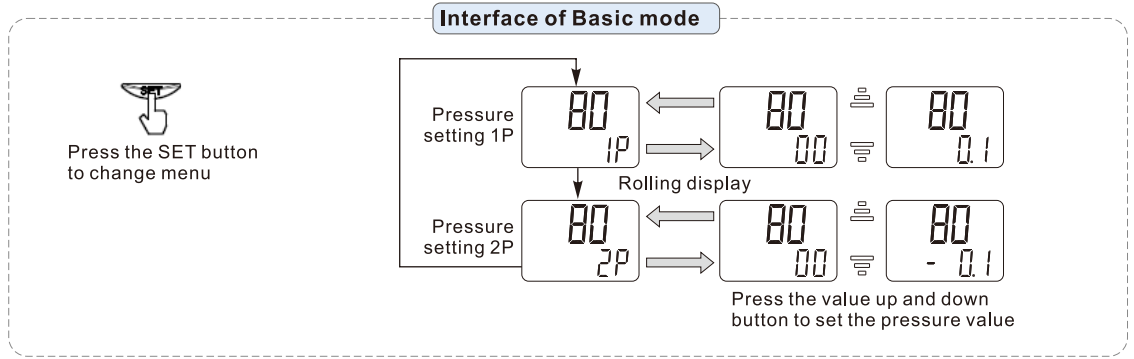 Interface of Basic mode
SET
Press the SET button
to change menu
Pressure
setting 1P
80
1P
80
00
80
0.1
Rolling display
Pressure
setting 2P
80
2P
80
00
80
- 0.1
Press the value up and down
button to set the pressure value